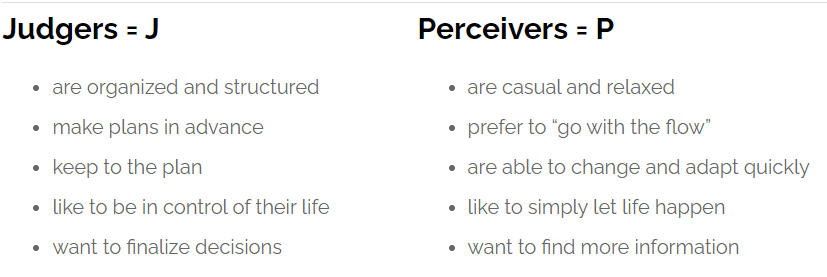 Judgers = J
• are organized and structured
• make plans in advance
• keep to the plan
• like to be in control of their life
• want to finalize decisions
Perceivers = P
• are casual and relaxed
• prefer to “go with the flow”
• are able to change and adapt quickly
• like to simply let life happen
• want to find more information